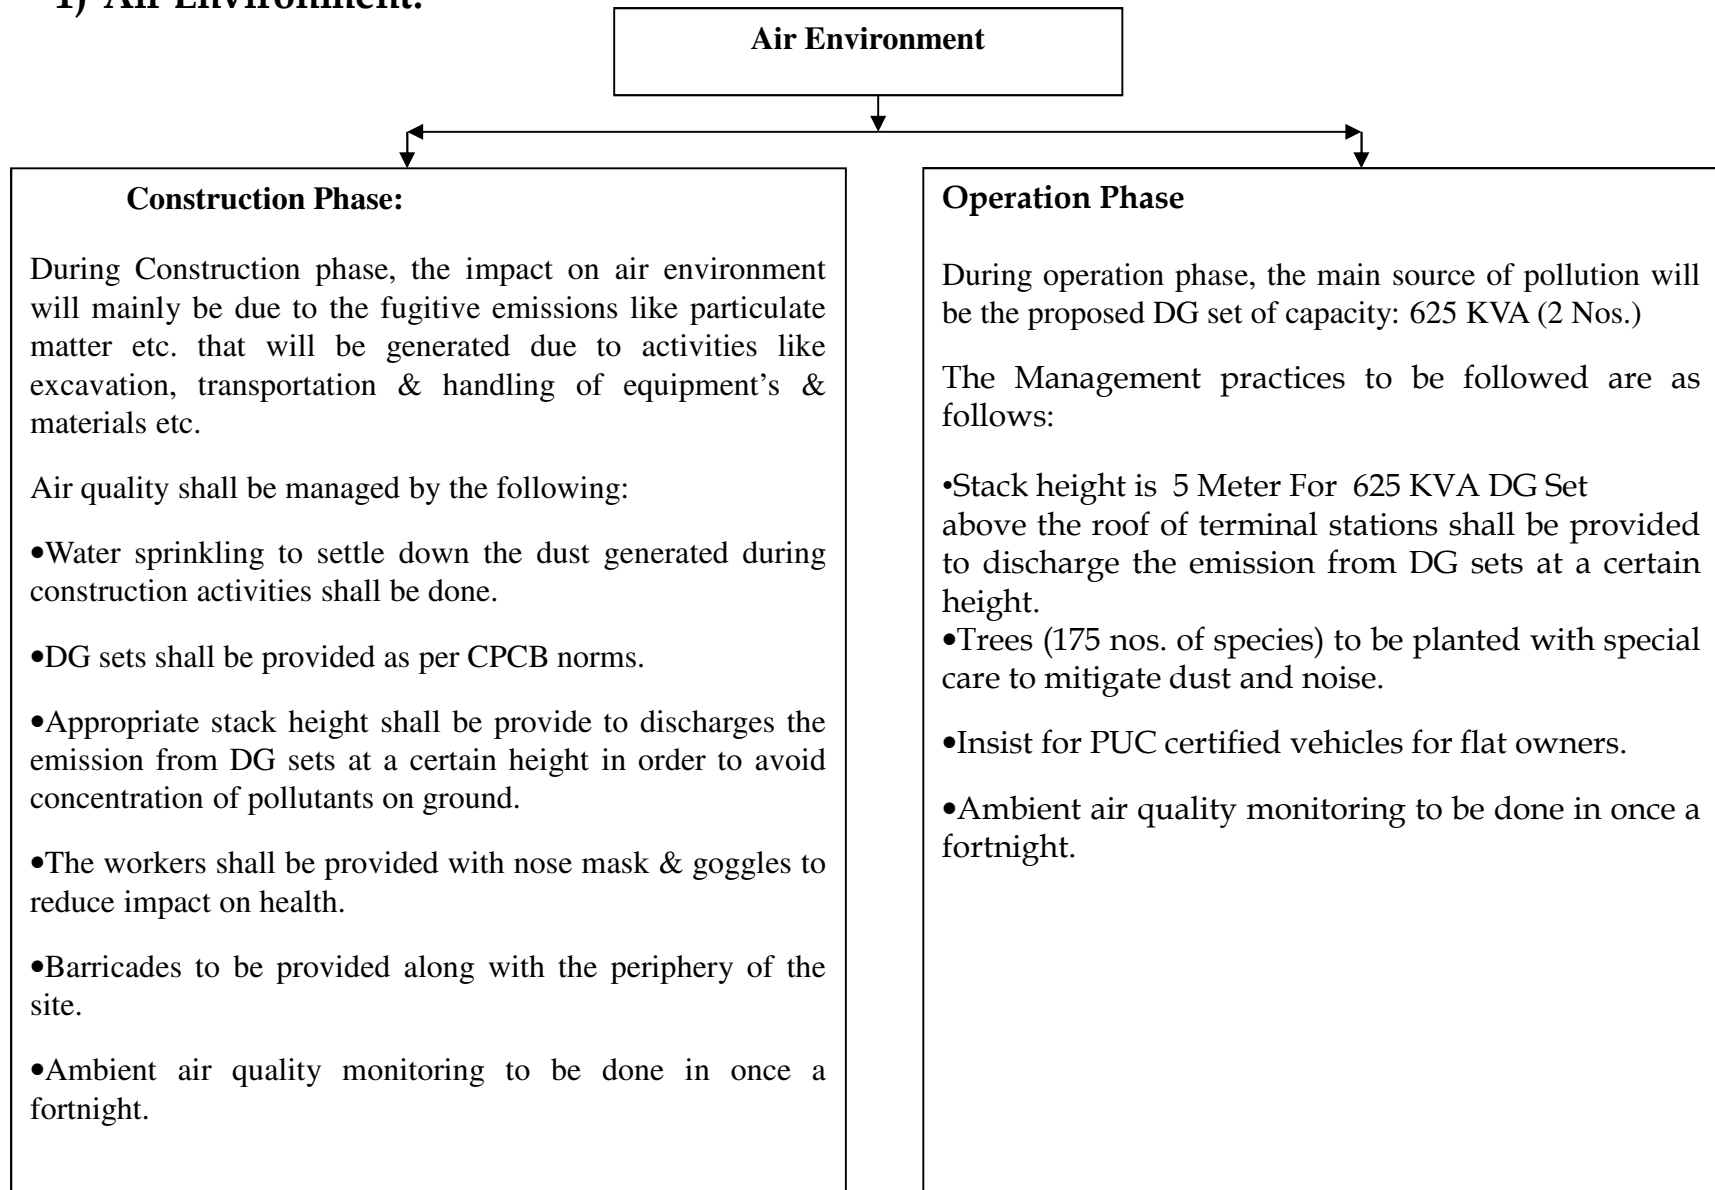 1) Air Environment:
Air Environment
Construction Phase:
During Construction phase, the impact on air environment
will mainly be due to the fugitive emissions like particulate
matter etc. that will be generated due to activities like
excavation, transportation & handling of equipment's &
materials etc.
Air quality shall be managed by the following:
•Water sprinkling to settle down the dust generated during
construction activities shall be done.
•DG sets shall be provided as per CPCB norms.
•Appropriate stack height shall be provide to discharges the
emission from DG sets at a certain height in order to avoid
concentration of pollutants on ground.
•The workers shall be provided with nose mask & goggles to
reduce impact on health.
•Barricades to be provided along with the periphery of the
site.
•Ambient air quality monitoring to be done in once a
fortnight.
Operation Phase
During operation phase, the main source of pollution will
be the proposed DG set of capacity: 625 KVA (2 Nos.)
The Management practices to be followed are as
follows:
•Stack height is 5 Meter For 625 KVA DG Set
above the roof of terminal stations shall be provided
to discharge the emission from DG sets at a certain
height.
•Trees (175 nos. of species) to be planted with special
care to mitigate dust and noise.
•Insist for PUC certified vehicles for flat owners.
•Ambient air quality monitoring to be done in once a
fortnight.